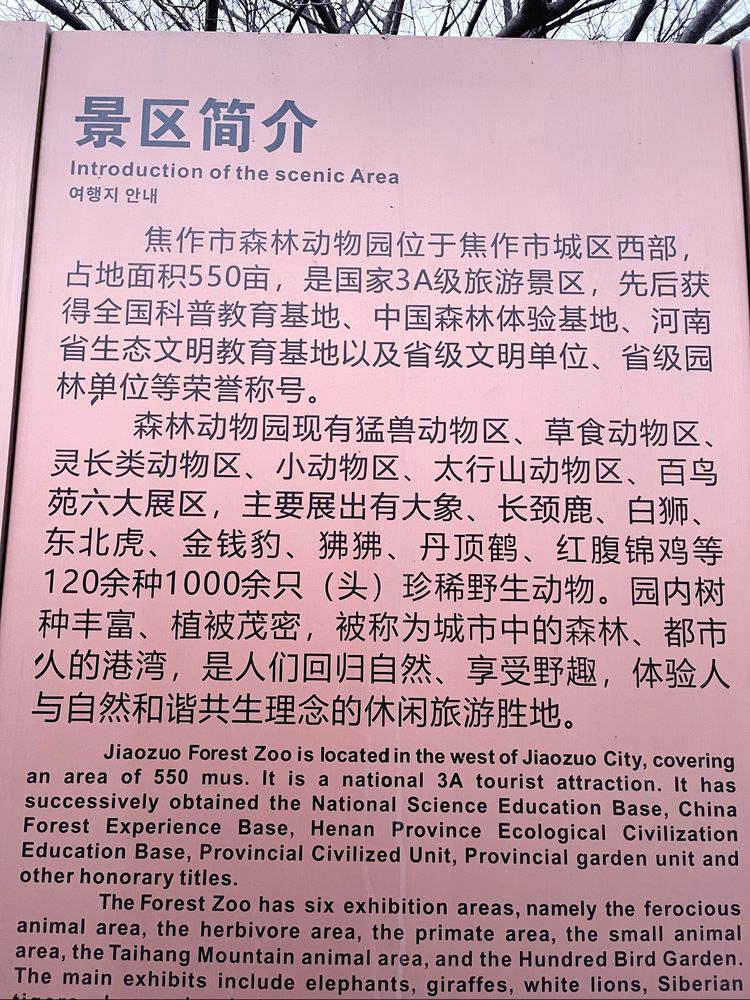 景区简介
Introduction of the scenic Area
여행지 안내
焦作市森林动物园位于焦作市城区西部，
占地面积550亩，是国家3A级旅游景区，先后获
得全国科普教育基地、中国森林体验基地、河南
省生态文明教育基地以及省级文明单位、省级园
林单位等荣誉称号。
森林动物园现有猛兽动物区、草食动物区、
灵长类动物区、小动物区、太行山动物区、百鸟
苑六大展区，主要展出有大象、长颈鹿、白狮、
东北虎、金钱豹、狒狒、丹顶鹤、红腹锦鸡等
120余种1000余只（头）珍稀野生动物。园内树
种丰富、植被茂密，被称为城市中的森林、都市
人的港湾，是人们回归自然、享受野趣，体验人
与自然和谐共生理念的休闲旅游胜地。
Jiaozuo Forest Zoo is located in the west of Jiaozuo City, covering
an area of 550 mus. It is a national 3A tourist attraction. It has
successively obtained the National Science Education Base, China
Forest Experience Base, Henan Province Ecological Civilization
Education Base, Provincial Civilized Unit, Provincial garden unit and
other honorary titles.
The Forest Zoo has six exhibition areas, namely the ferocious
animal area, the herbivore area, the primate area, the small animal
area, the Taihang Mountain animal area, and the Hundred Bird Garden.
The main exhibits include elephants, giraffes, white lions, Siberian